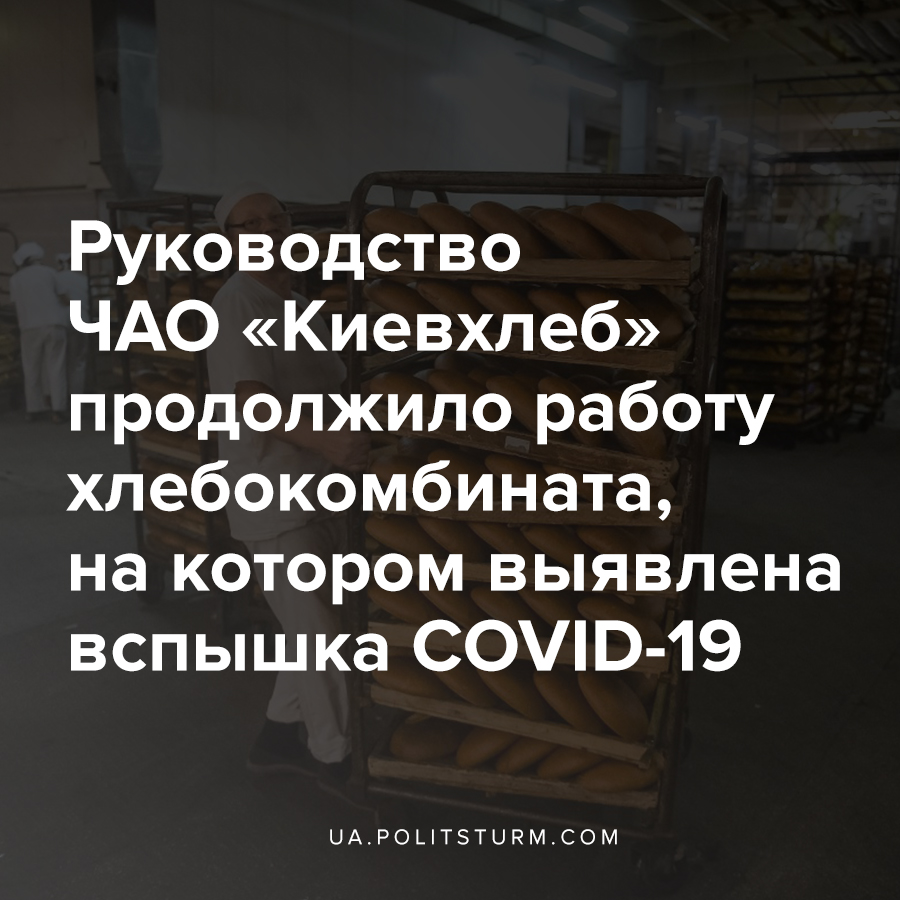 Руководство
ЧАО «Киевхлеб»
продолжило работу
хлебокомбината,
на котором выявлена
вспышка COVID-19
UA.POLITSTURM.COM